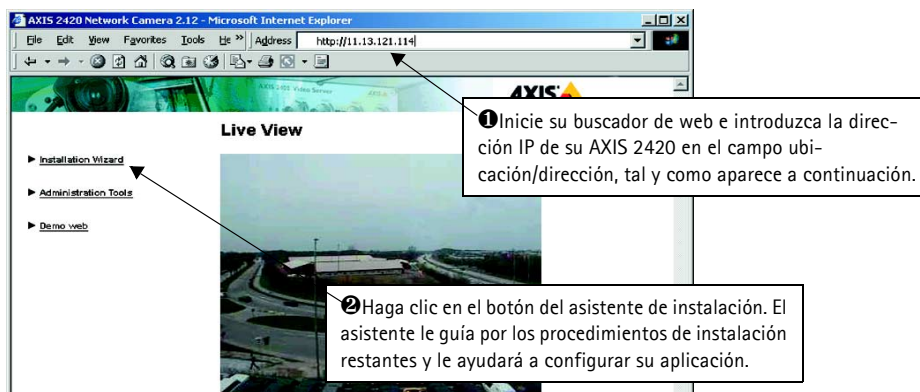 AXIS 2420 Network Camera 2.12 - Microsoft Internet Explorer
File Edit View Favorites Tools He » Address http://11.13.121.114
AXIS 2401 Video Server
AXIS
Live View
Installation Wizard
Administration Tools
Demo web
❶Inicie su buscador de web e introduzca la direc-
ción IP de su AXIS 2420 en el campo ubi-
cación/dirección, tal y como aparece a continuación.
❷Haga clic en el botón del asistente de instalación. El
asistente le guía por los procedimientos de instalación
restantes y le ayudará a configurar su aplicación.